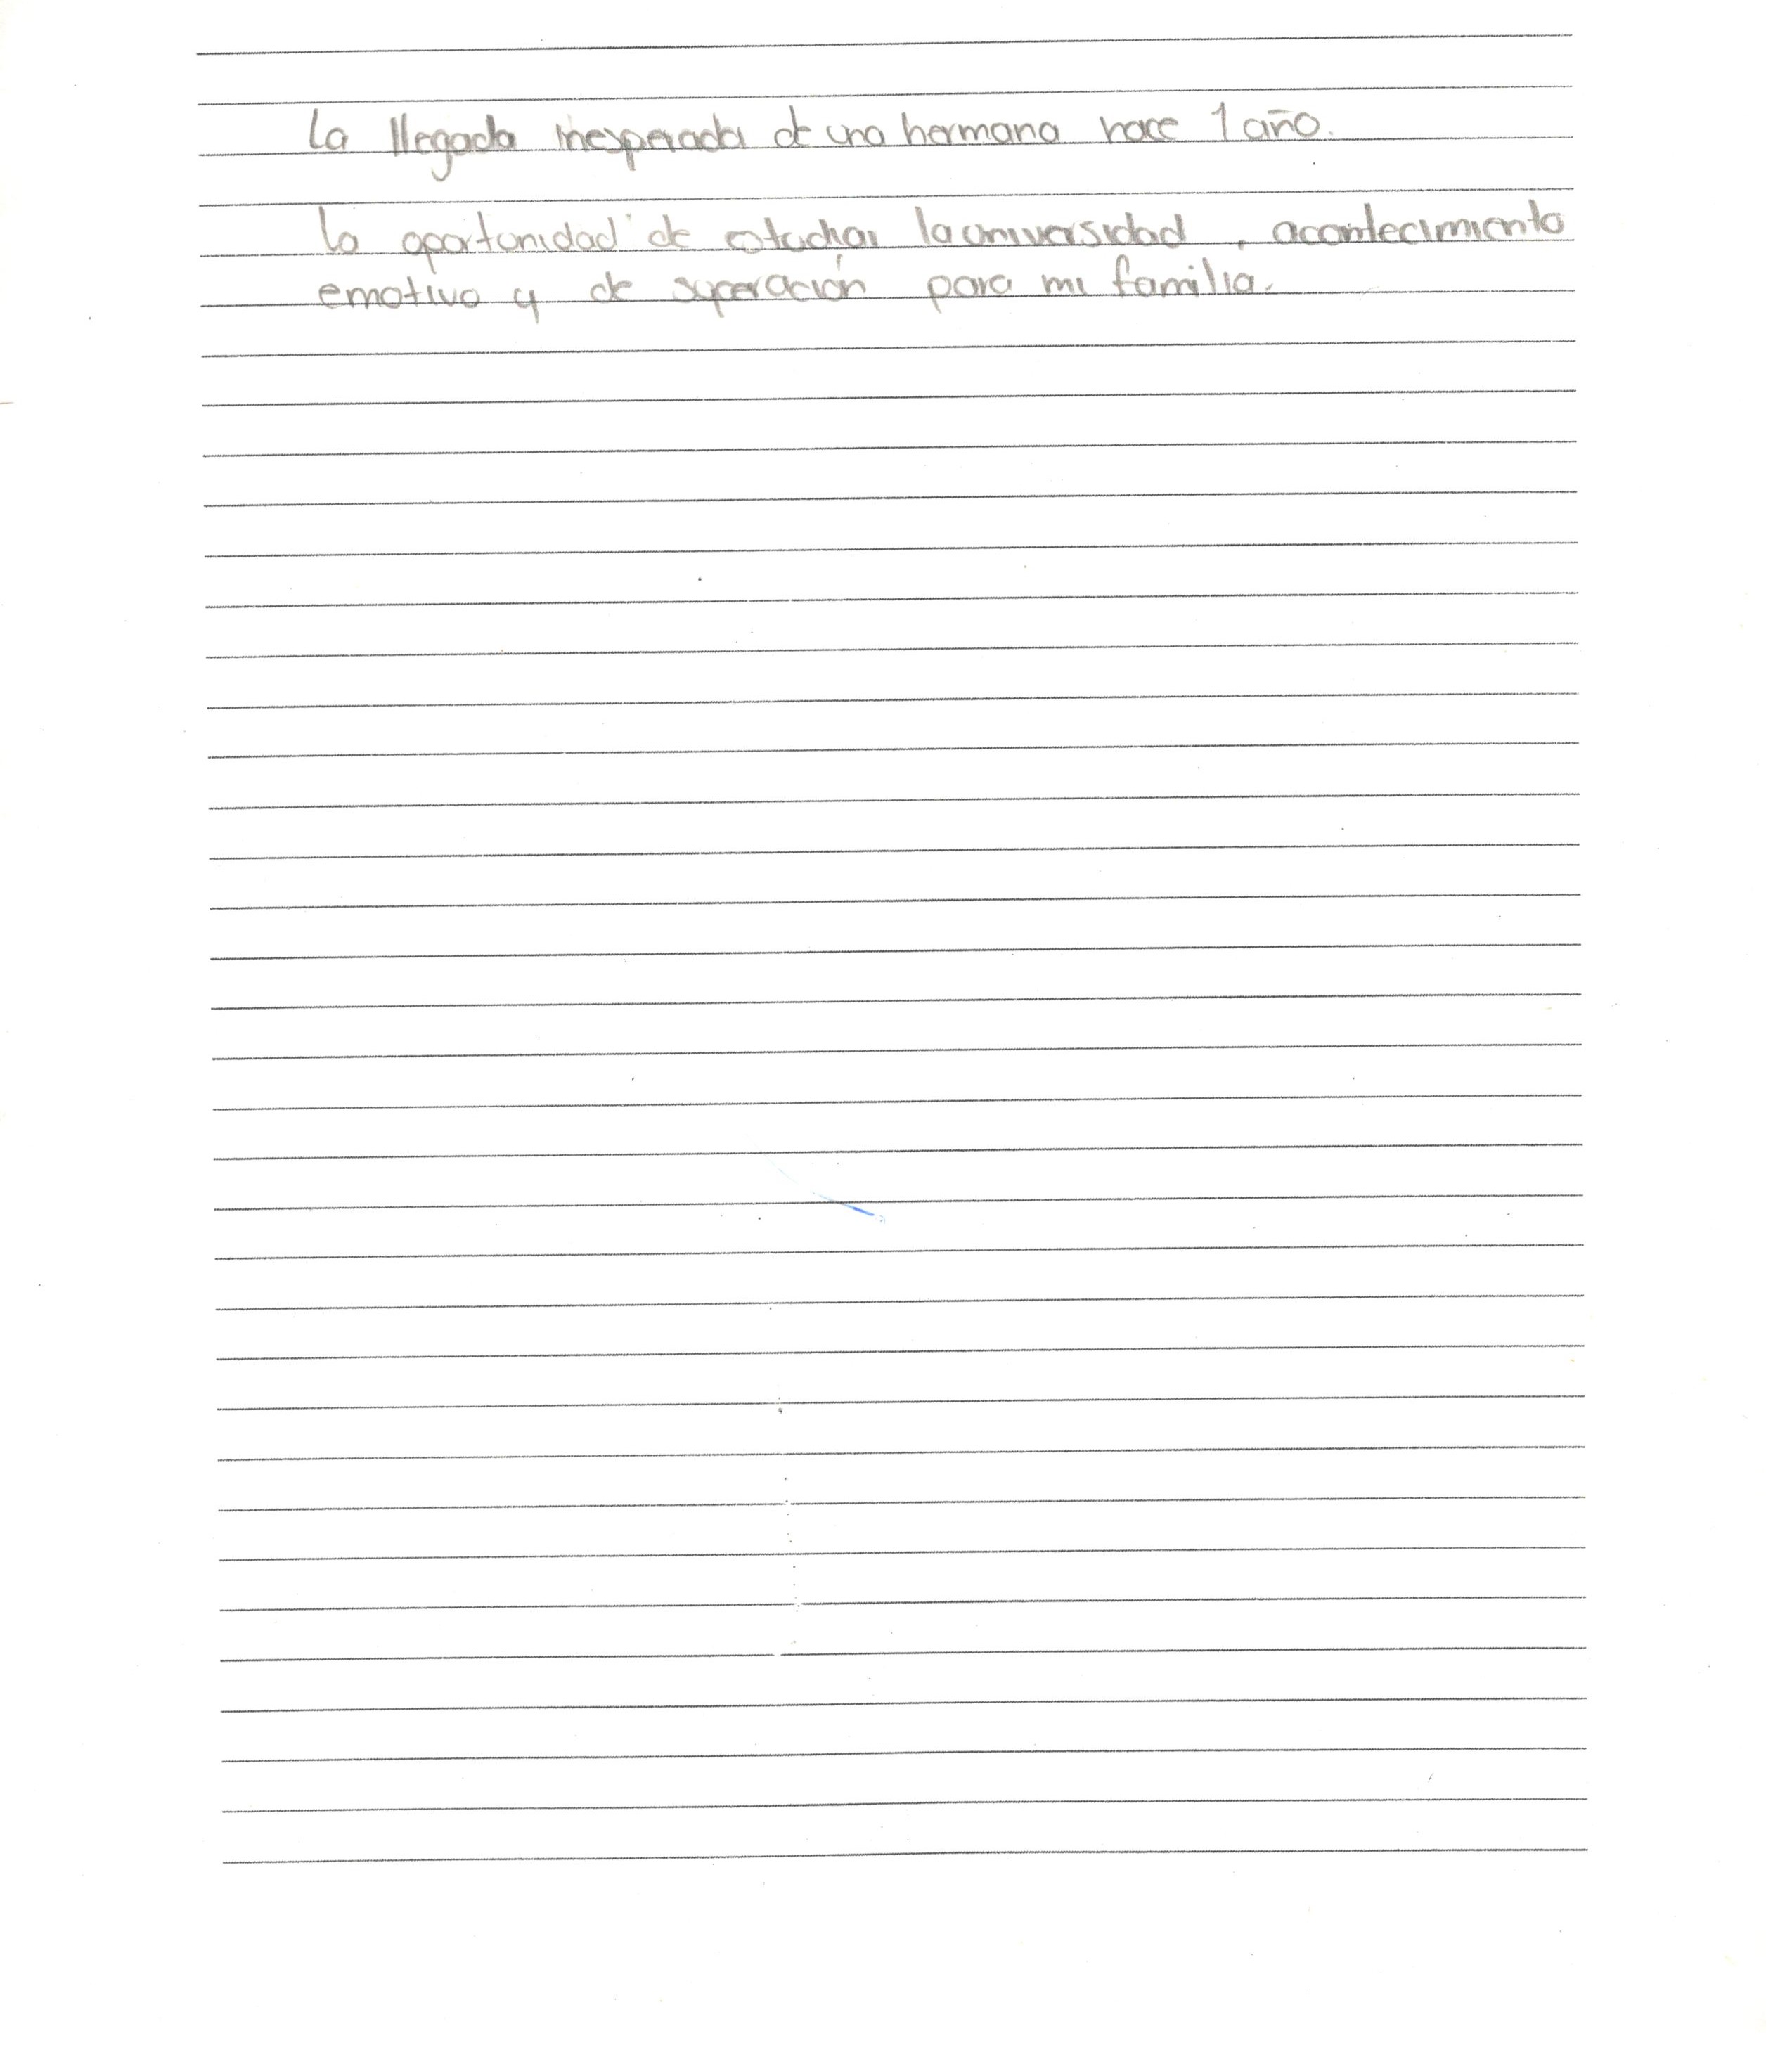 La llegada inesperada de una hermana hace 1 año.
La oportunidad de estudiar la universidad, acontecimiento
emotivo y de superación para mi familia.